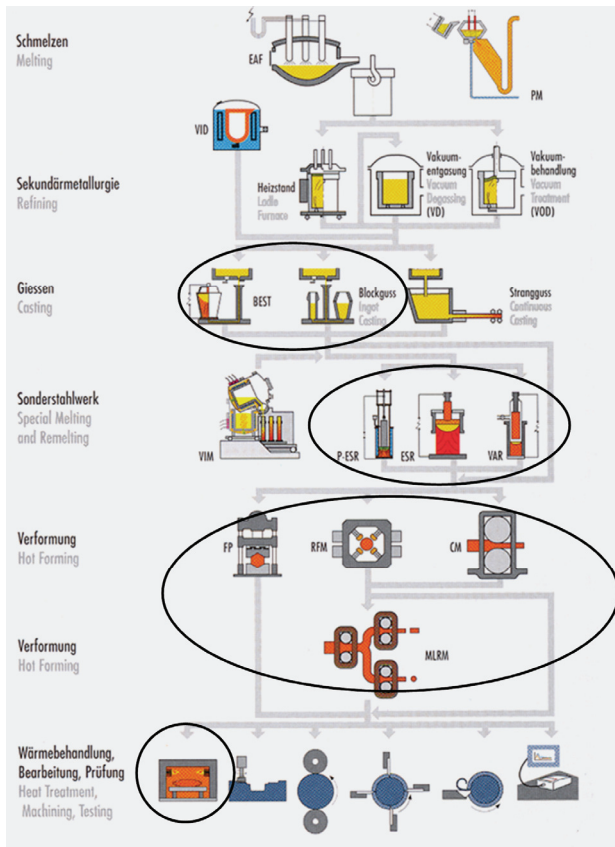 Schmelzen
Melting
EAF
PM
VID
Sekundärmetallurgie
Refining
Heizstand
Ladle
Furnace
Vakuum-
entgasung
Vacuum
Degassing
(VD)
Vakuum-
behandlung
Vacuum
Treatment
(VOD)
Giessen
Casting
BEST
Blockguss
Ingot
Casting
Strangguss
Continuous
Casting
Sonderstahlwerk
Special Melting
and Remelting
VIM
P-ESR
ESR
VAR
Verformung
Hot Forming
FP
RFM
CM
Verformung
Hot Forming
MLRM
Wärmebehandlung,
Bearbeitung, Prüfung
Heat Treatment,
Machining, Testing